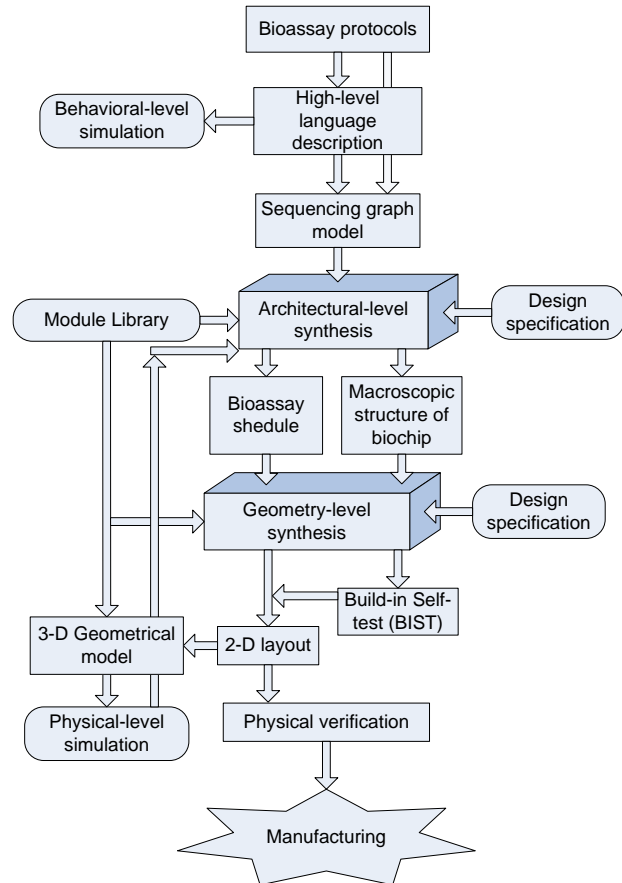 Bioassay protocols
Behavioral-level
simulation
High-level
language
description
Sequencing graph
model
Module Library
Architectural-level
synthesis
Design
specification
Bioassay
shedule
Macroscopic
structure of
biochip
Geometry-level
synthesis
Design
specification
Build-in Self-
test (BIST)
3-D Geometrical
model
2-D layout
Physical-level
simulation
Physical verification
Manufacturing